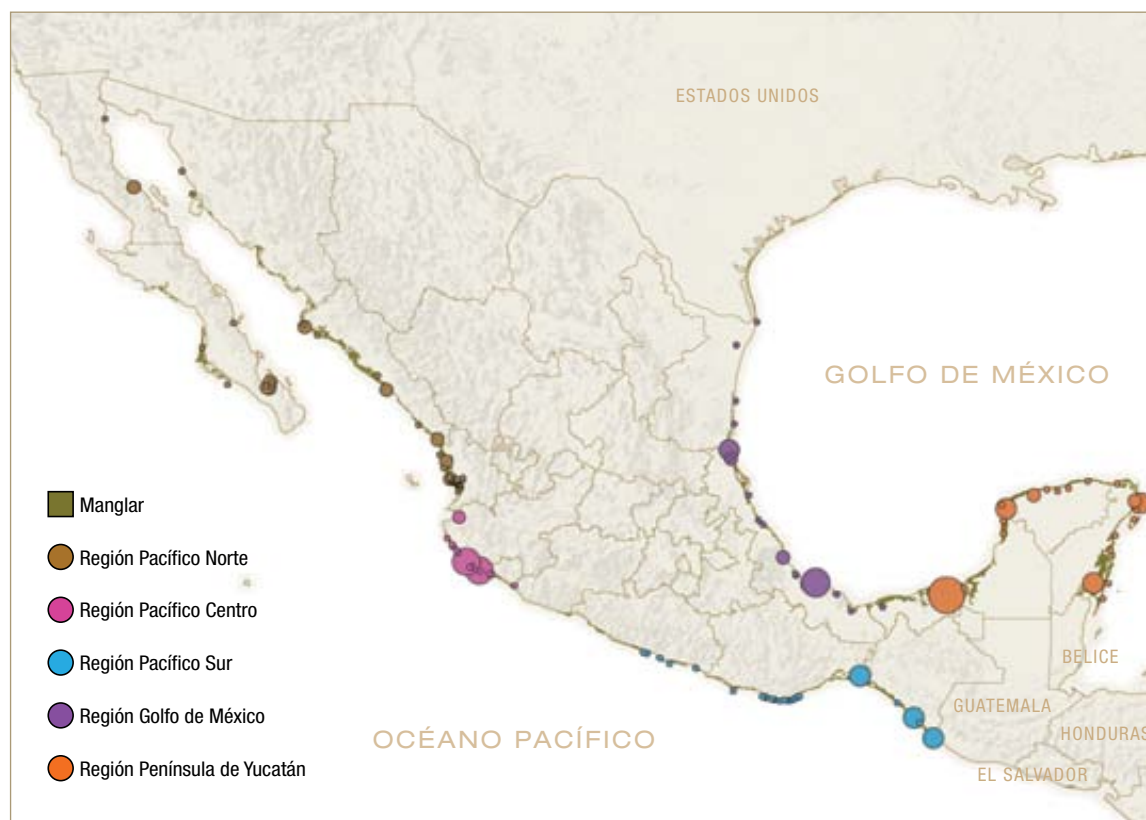 ESTADOS UNIDOS
GOLFO DE MÉXICO
Manglar
Región Pacífico Norte
Región Pacífico Centro
Región Pacífico Sur
Región Golfo de México
Región Península de Yucatán
BELICE
GUATEMALA
HONDURAS
OCÉANO PACÍFICO
EL SALVADOR